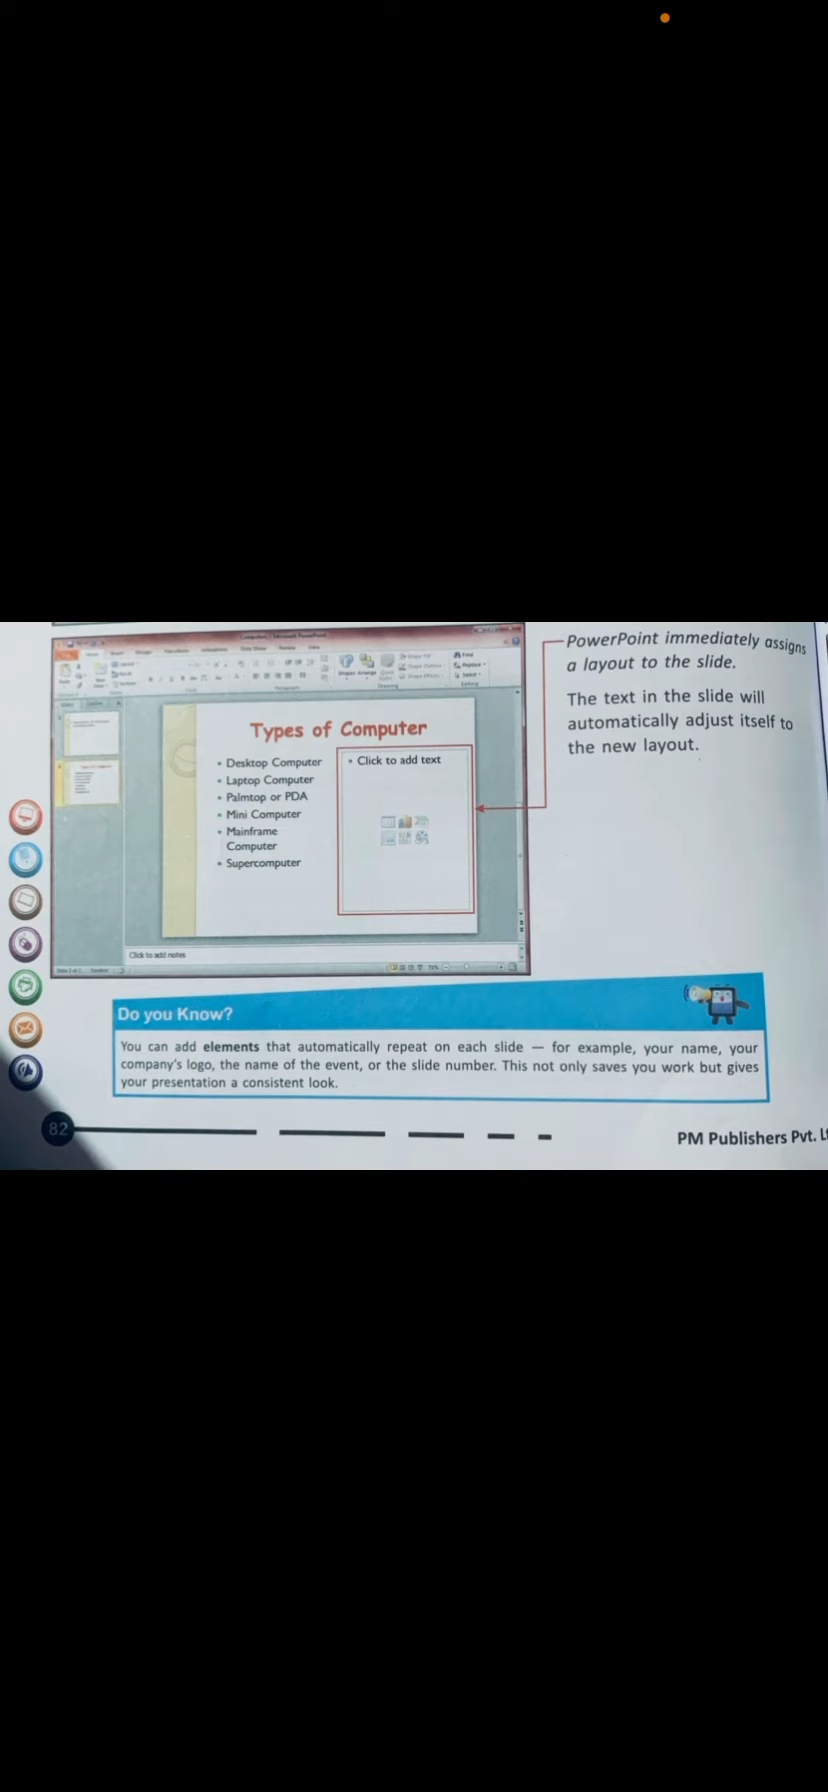 Computers - Microsoft PowerPoint
Types of Computer
• Desktop Computer
• Laptop Computer
• Palmtop or PDA
• Mini Computer
• Mainframe
Computer
• Supercomputer
• Click to add text
Click to add notes
PowerPoint immediately assigns
a layout to the slide.
The text in the slide will
automatically adjust itself to
the new layout.
Do you Know?
You can add elements that automatically repeat on each slide — for example, your name, your
company's logo, the name of the event, or the slide number. This not only saves you work but gives
your presentation a consistent look.
82
PM Publishers Pvt. Lt